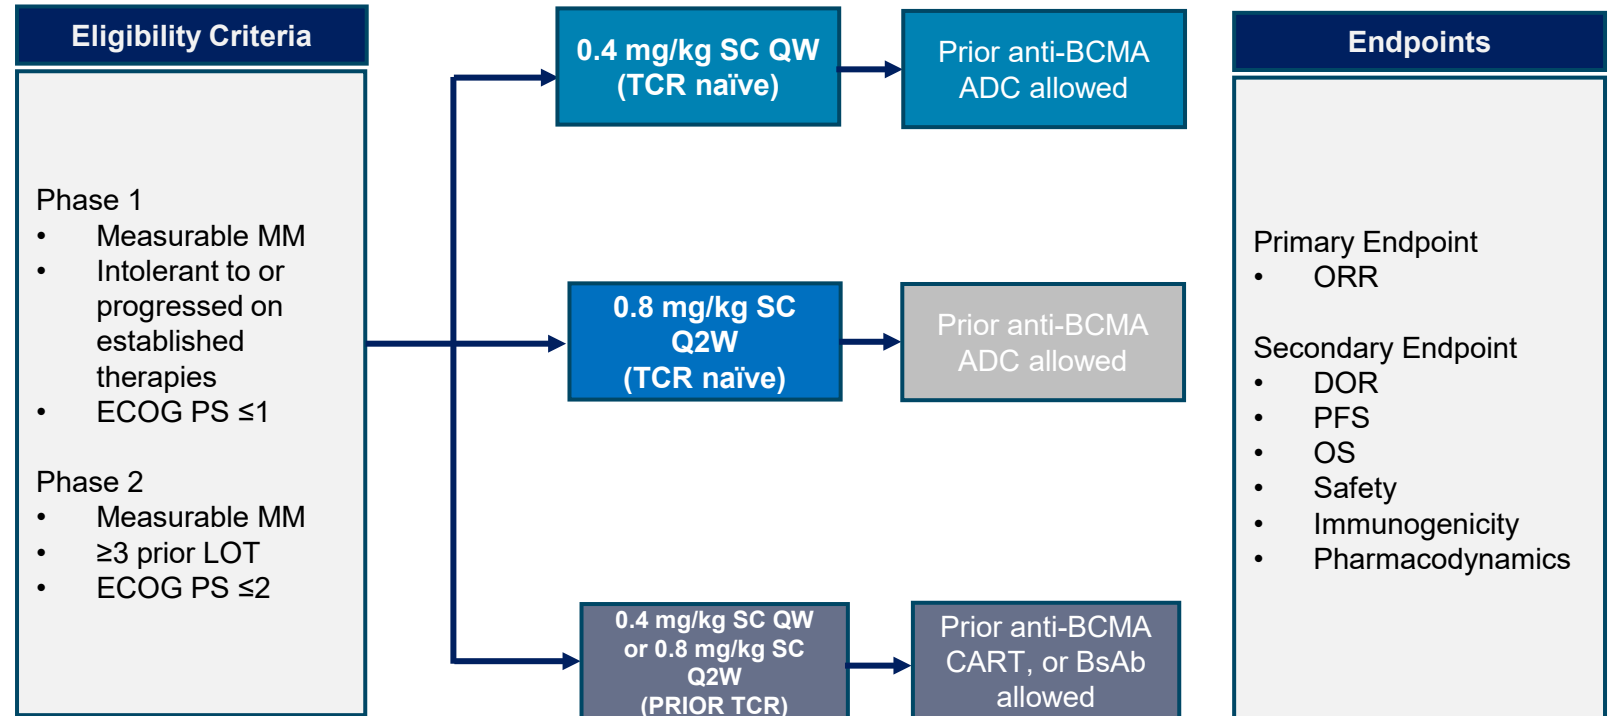 Eligibility Criteria
Phase 1
• Measurable MM
• Intolerant to or
progressed on
established
therapies
• ECOG PS ≤1
Phase 2
• Measurable MM
• ≥3 prior LOT
• ECOG PS ≤2
0.4 mg/kg SC QW
(TCR naïve)
Prior anti-BCMA
ADC allowed
0.8 mg/kg SC
Q2W
(TCR naïve)
Prior anti-BCMA
ADC allowed
0.4 mg/kg SC QW
or 0.8 mg/kg SC
Q2W
(PRIOR TCR)
Prior anti-BCMA
CART, or BsAb
allowed
Endpoints
Primary Endpoint
• ORR
Secondary Endpoint
• DOR
• PFS
• OS
• Safety
• Immunogenicity
• Pharmacodynamics